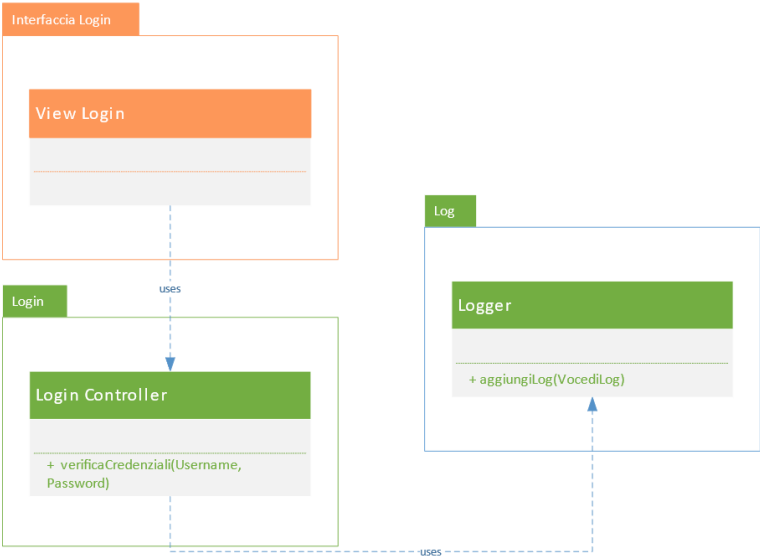 Interfaccia Login
View Login
uses
Login
Login Controller
+ verificaCredenziali(Username,
Password)
Log
Logger
+ aggiungiLog(VocediLog)
uses